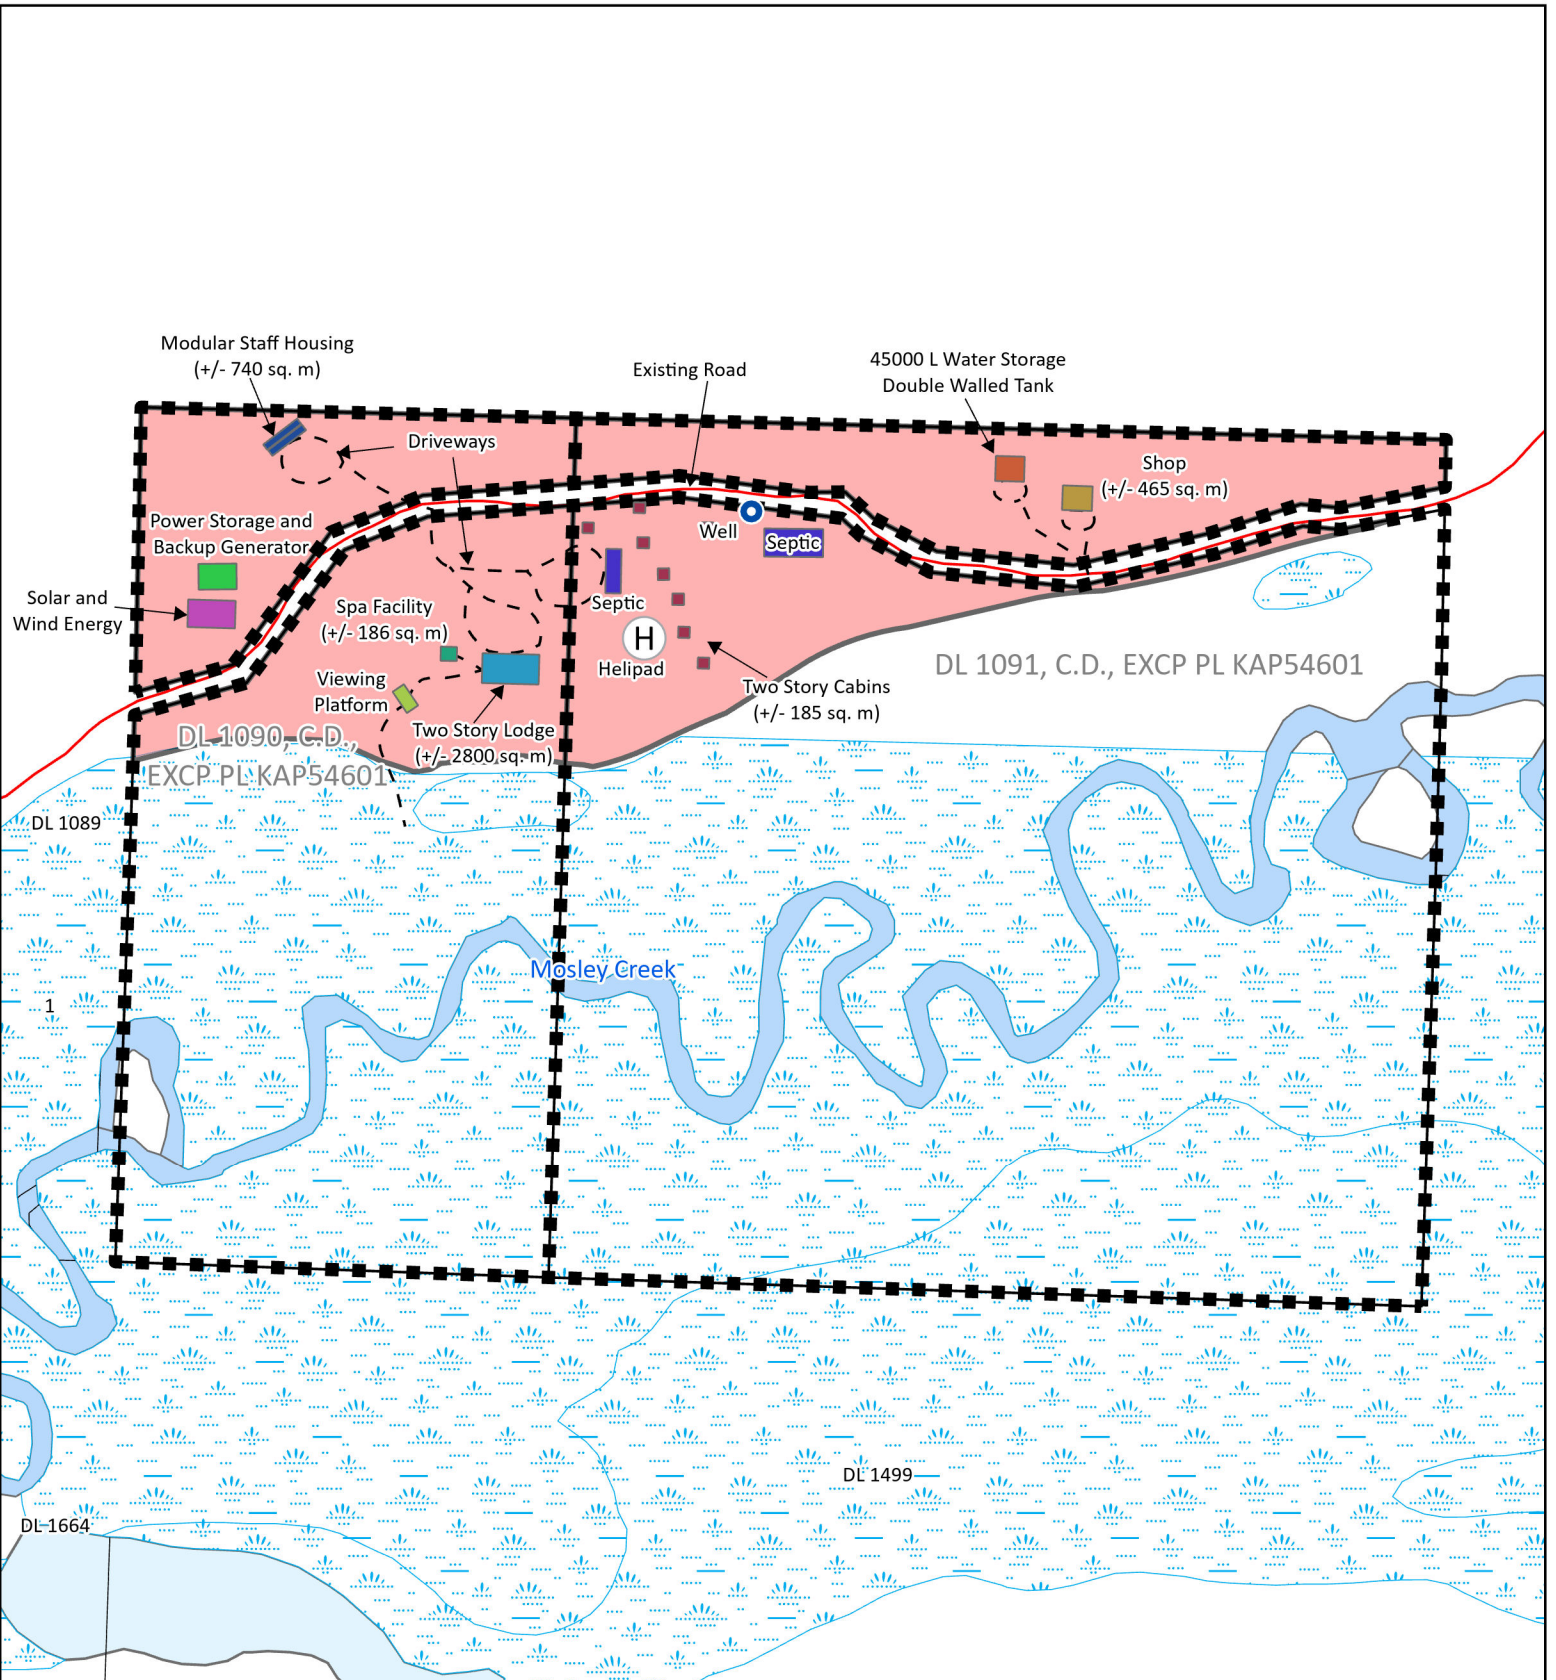 Modular Staff Housing
(+/- 740 sq. m)
Existing Road
45000 L Water Storage
Double Walled Tank
Driveways
Shop
(+/- 465 sq. m)
Power Storage and
Backup Generator
Well
Septic
Solar and
Wind Energy
Spa Facility
(+/- 186 sq. m)
Septic
H
Helipad
Viewing
Platform
Two Story Cabins
(+/- 185 sq. m)
Two Story Lodge
(+/- 2800 sq. m)
DL 1091, C.D., EXCP PL KAP54601
DL 1090, C.D.,
EXCP PL KAP54601
DL 1089
Mosley Creek
1
DL 1499
DL 1664